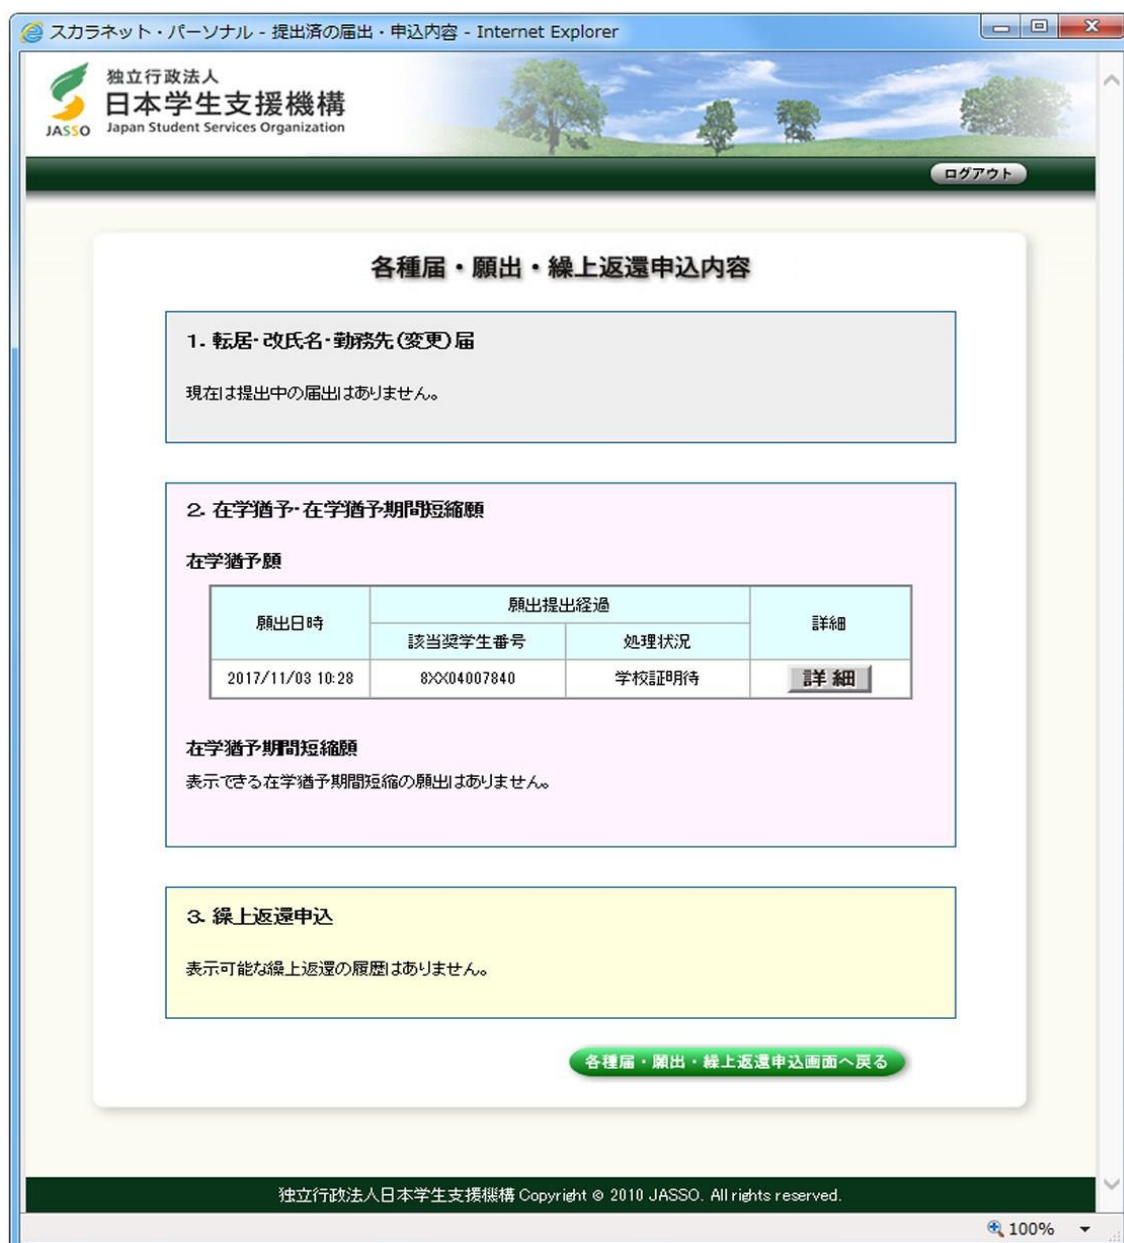 スカラネット・パーソナル - 提出済の届出・申込内容 - Internet Explorer
独立行政法人
日本学生支援機構
JASSO Japan Student Services Organization
ログアウト
各種届・願出・繰上返還申込内容
1. 転居・改氏名・勤務先(変更)届
現在は提出中の届出はありません。
2. 在学猶予・在学猶予期間短縮願
在学猶予願
願出日時 願出提出経過 詳細
該当奨学生番号 処理状況
2017/11/03 10:28 8XX04007840 学校証明待 詳細
在学猶予期間短縮願
表示できる在学猶予期間短縮の願出はありません。
3. 繰上返還申込
表示可能な繰上返還の履歴はありません。
各種届・願出・繰上返還申込画面へ戻る
独立行政法人日本学生支援機構 Copyright © 2010 JASSO. All rights reserved.
100%